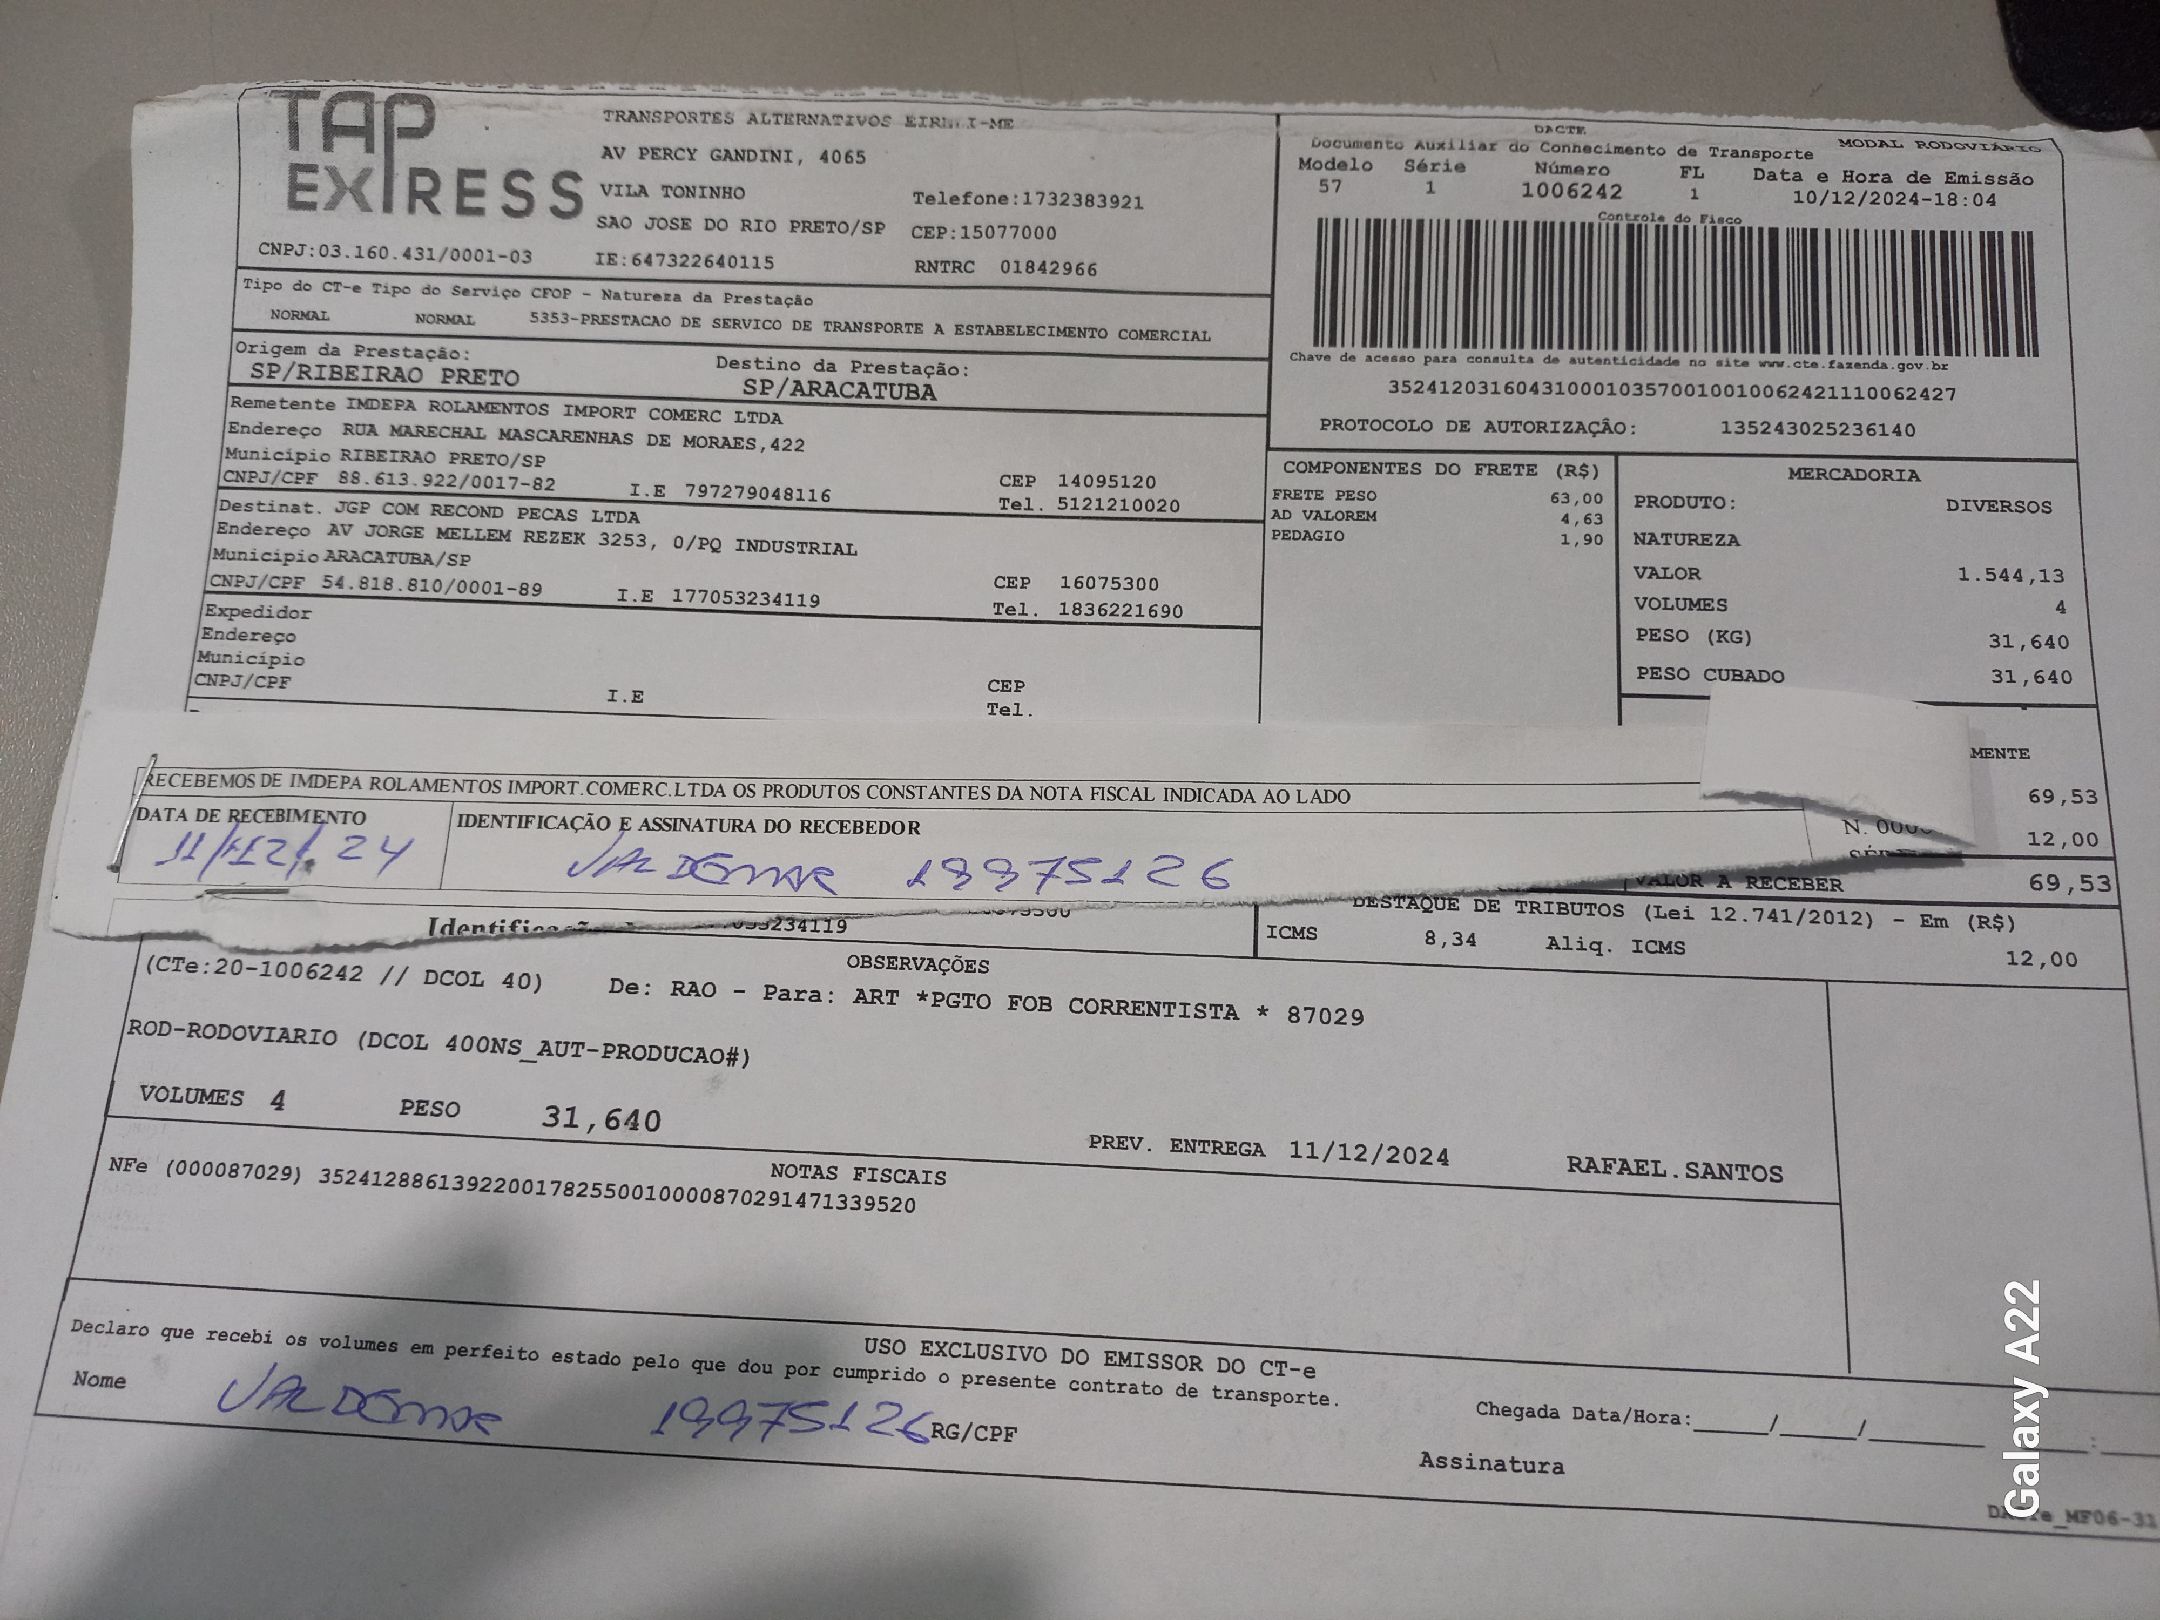 TAP
EXPRESS
TRANSPORTES ALTERNATIVOS EIRELI-ME
AV PERCY GANDINI, 4065
VILA TONINHO Telefone:1732383921
SAO JOSE DO RIO PRETO/SP CEP:15077000
CNPJ:03.160.431/0001-03 IE:647322640115 RNTRC 01842966
DACTE MODAL RODOVIÁRIO
Documento Auxiliar do Conhecimento de Transporte
Modelo Série Número FL Data e Hora de Emissão
57 1 1006242 1 10/12/2024-18:04
Controle do Fisco
Chave de acesso para consulta de autenticidade no site www.cte.fazenda.gov.br
35241203160431000103570010010062421110062427
PROTOCOLO DE AUTORIZAÇÂO: 135243025236140
Tipo do CT-e Tipo do Serviço CFOP - Natureza da Prestação
NORMAL NORMAL 5353-PRESTACAO DE SERVICO DE TRANSPORTE A ESTABELECIMENTO COMERCIAL
Origem da Prestação: Destino da Prestação:
SP/RIBEIRAO PRETO SP/ARACATUBA
Remetente IMDEPA ROLAMENTOS IMPORT COMERC LTDA
Endereço RUA MARECHAL MASCARENHAS DE MORAES,422
Município RIBEIRAO PRETO/SP CEP 14095120
CNPJ/CPF 88.613.922/0017-82 I.E 797279048116 Tel. 5121210020
Destinat. JGP COM RECOND PECAS LTDA
Endereço AV JORGE MELLEM REZEK 3253, 0/PQ INDUSTRIAL
Município ARACATUBA/SP CEP 16075300
CNPJ/CPF 54.818.810/0001-89 I.E 177053234119 Tel. 1836221690
Expedidor
Endereço
Município CEP
CNPJ/CPF I.E Tel.
COMPONENTES DO FRETE (R$)
FRETE PESO 63,00
AD VALOREM 4,63
PEDAGIO 1,90
MERCADORIA
PRODUTO: DIVERSOS
NATUREZA
VALOR 1.544,13
VOLUMES 4
PESO (KG) 31,640
PESO CUBADO 31,640
MENTE
69,53
12,00
VALOR A RECEBER 69,53
RECEBEMOS DE IMDEPA ROLAMENTOS IMPORT.COMERC.LTDA OS PRODUTOS CONSTANTES DA NOTA FISCAL INDICADA AO LADO
DATA DE RECEBIMENTO IDENTIFICAÇÃO E ASSINATURA DO RECEBEDOR
11/12/24 VALDEMAR 19975126
DESTAQUE DE TRIBUTOS (Lei 12.741/2012) - Em (R$)
ICMS 8,34 Aliq. ICMS 12,00
OBSERVAÇÕES
(CTe:20-1006242 // DCOL 40) De: RAO - Para: ART *PGTO FOB CORRENTISTA * 87029
ROD-RODOVIARIO (DCOL 400NS_AUT-PRODUCAO#)
VOLUMES 4 PESO 31,640 PREV. ENTREGA 11/12/2024 RAFAEL.SANTOS
NOTAS FISCAIS
NFe (000087029) 35241288613922001782550010000870291471339520
USO EXCLUSIVO DO EMISSOR DO CT-e
Declaro que recebi os volumes em perfeito estado pelo que dou por cumprido o presente contrato de transporte.
Nome VALDEMAR 19975126 RG/CPF Chegada Data/Hora:_____/_____/_______ :
Assinatura
Galaxy A22